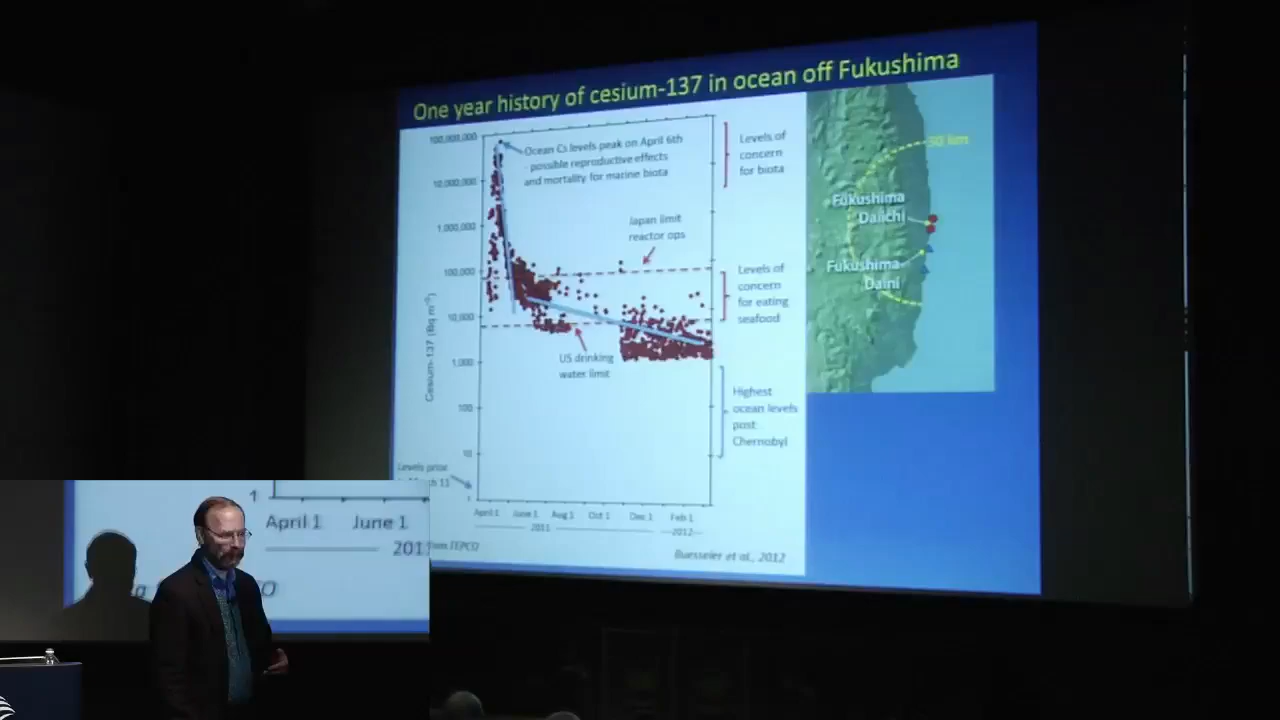 One year history of cesium-137 in ocean off Fukushima
100,000,000
10,000,000
1,000,000
100,000
10,000
1,000
100
10
1
Cesium-137 (Bq m⁻³)
Ocean Cs levels peak on April 6th
- possible reproductive effects
and mortality for marine biota
Japan limit
reactor ops
US drinking
water limit
Levels of
concern
for biota
Levels of
concern
for eating
seafood
Highest
ocean levels
post
Chernobyl
Levels prior
April 1
June 1
Aug 1
Oct 1
Dec 1
Feb 1
2011
2012
from TEPCO
Buesseler et al., 2012
30 km
Fukushima
Daiichi
Fukushima
Daini
1
April 1
June 1
201